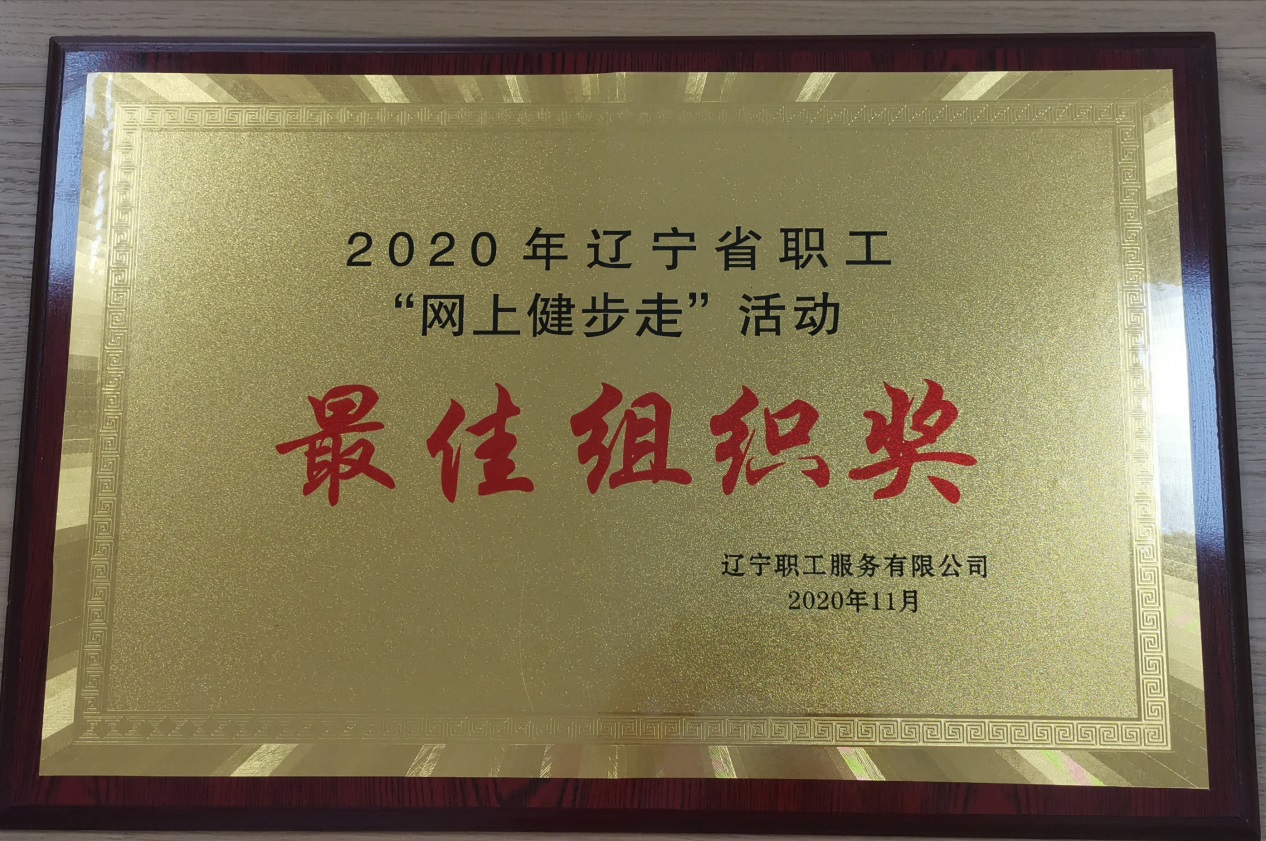 2020年辽宁省职工
“网上健步走”活动
最佳组织奖
辽宁职工服务有限公司
2020年11月